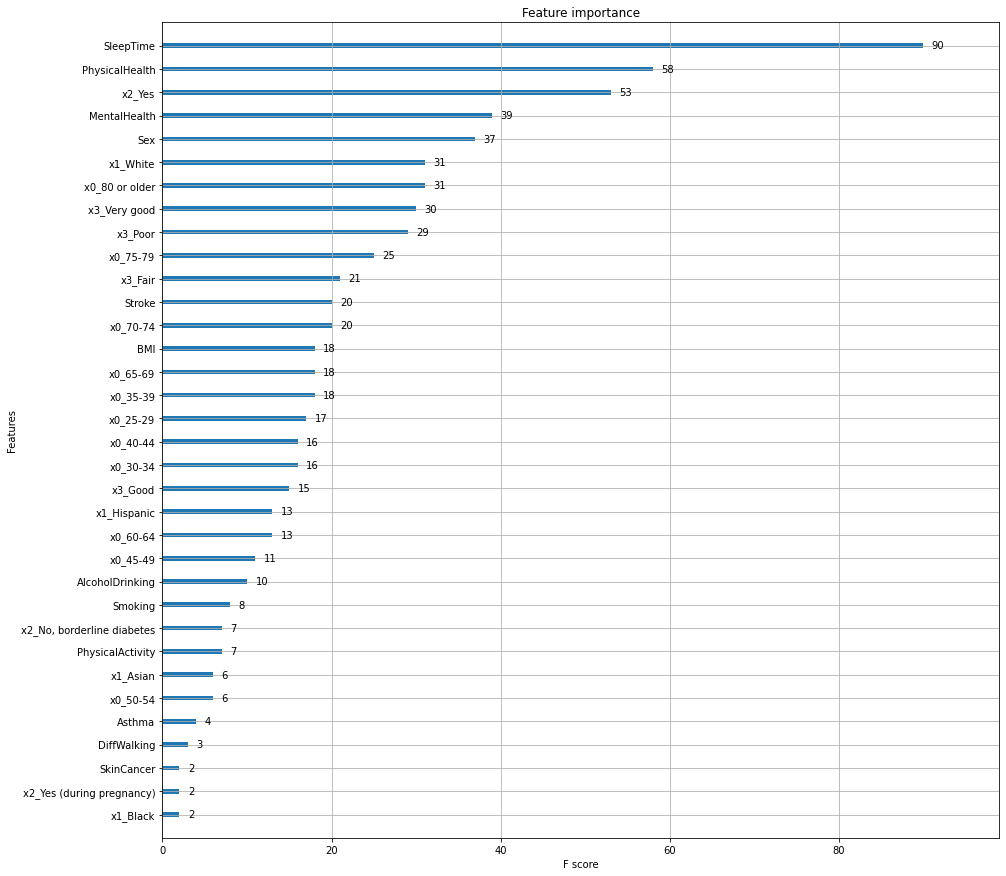 Feature importance
SleepTime 90
PhysicalHealth 58
x2_Yes 53
MentalHealth 39
Sex 37
x1_White 31
x0_80 or older 31
x3_Very good 30
x3_Poor 29
x0_75-79 25
x3_Fair 21
Stroke 20
x0_70-74 20
BMI 18
x0_65-69 18
x0_35-39 18
x0_25-29 17
x0_40-44 16
x0_30-34 16
x3_Good 15
x1_Hispanic 13
x0_60-64 13
x0_45-49 11
AlcoholDrinking 10
Smoking 8
x2_No, borderline diabetes 7
PhysicalActivity 7
x1_Asian 6
x0_50-54 6
Asthma 4
DiffWalking 3
SkinCancer 2
x2_Yes (during pregnancy) 2
x1_Black 2
0 20 40 60 80
F score
Features